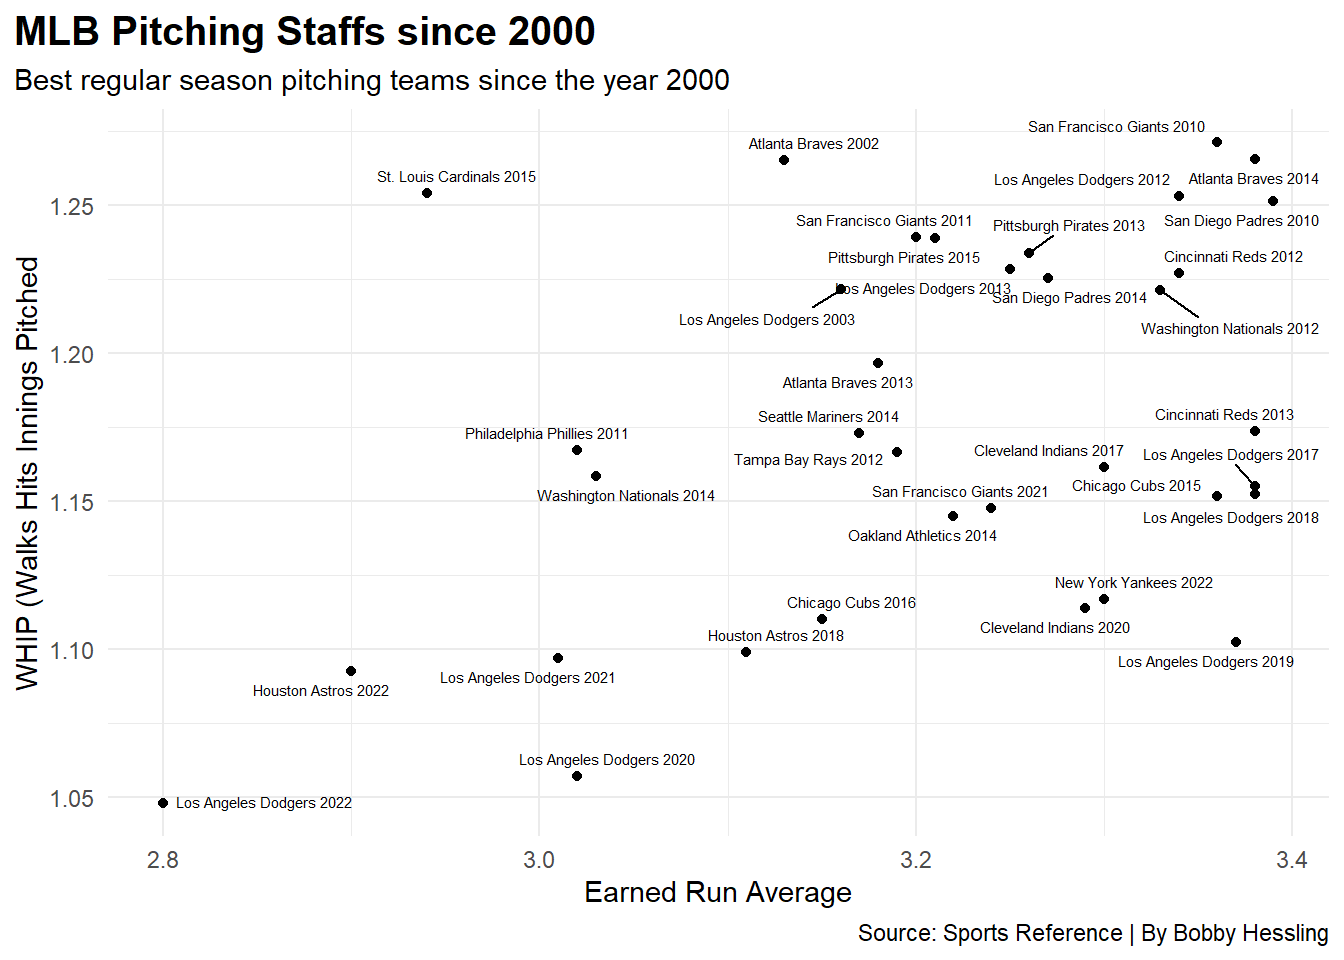 MLB Pitching Staffs since 2000
Best regular season pitching teams since the year 2000
WHIP (Walks Hits Innings Pitched
1.25
1.20
1.15
1.10
1.05
San Francisco Giants 2010
Atlanta Braves 2002
St. Louis Cardinals 2015
Los Angeles Dodgers 2012
Atlanta Braves 2014
San Francisco Giants 2011
Pittsburgh Pirates 2013
San Diego Padres 2010
Pittsburgh Pirates 2015
Cincinnati Reds 2012
Los Angeles Dodgers 2013
San Diego Padres 2014
Los Angeles Dodgers 2003
Washington Nationals 2012
Atlanta Braves 2013
Seattle Mariners 2014
Cincinnati Reds 2013
Philadelphia Phillies 2011
Cleveland Indians 2017
Los Angeles Dodgers 2017
Tampa Bay Rays 2012
Chicago Cubs 2015
Washington Nationals 2014
San Francisco Giants 2021
Los Angeles Dodgers 2018
Oakland Athletics 2014
New York Yankees 2022
Chicago Cubs 2016
Cleveland Indians 2020
Houston Astros 2018
Los Angeles Dodgers 2019
Los Angeles Dodgers 2021
Houston Astros 2022
Los Angeles Dodgers 2020
Los Angeles Dodgers 2022
2.8
3.0
3.2
3.4
Earned Run Average
Source: Sports Reference | By Bobby Hessling